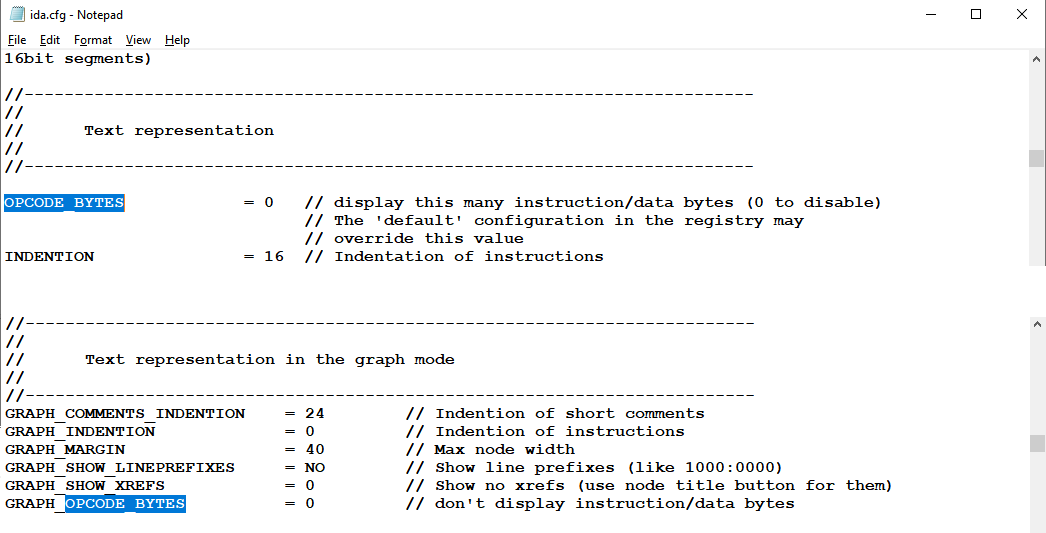 ida.cfg - Notepad
File Edit Format View Help
16bit segments)
//-------------------------------------------------------------------------
//
//      Text representation
//
//-------------------------------------------------------------------------
OPCODE_BYTES            = 0   // display this many instruction/data bytes (0 to disable)
                              // The 'default' configuration in the registry may
                              // override this value
INDENTION               = 16  // Indentation of instructions
//-------------------------------------------------------------------------
//
//      Text representation in the graph mode
//
//-------------------------------------------------------------------------
GRAPH_COMMENTS_INDENTION    = 24        // Indention of short comments
GRAPH_INDENTION             = 0         // Indention of instructions
GRAPH_MARGIN                = 40        // Max node width
GRAPH_SHOW_LINEPREFIXES     = NO        // Show line prefixes (like 1000:0000)
GRAPH_SHOW_XREFS            = 0         // Show no xrefs (use node title button for them)
GRAPH_OPCODE_BYTES          = 0         // don't display instruction/data bytes